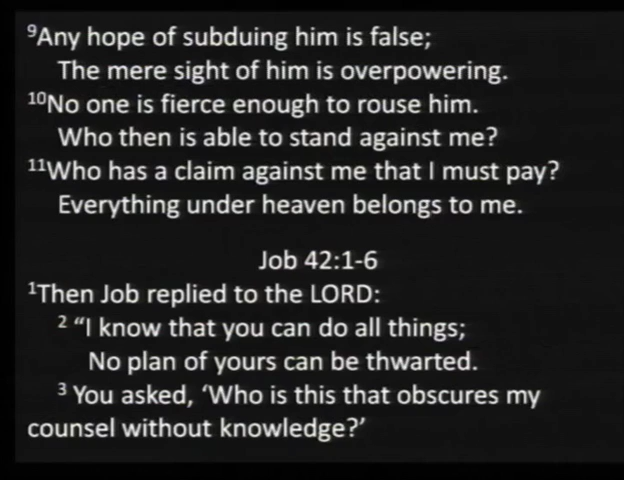 ⁹Any hope of subduing him is false;
The mere sight of him is overpowering.
¹⁰No one is fierce enough to rouse him.
Who then is able to stand against me?
¹¹Who has a claim against me that I must pay?
Everything under heaven belongs to me.
Job 42:1-6
¹Then Job replied to the LORD:
² “I know that you can do all things;
No plan of yours can be thwarted.
³ You asked, ‘Who is this that obscures my
counsel without knowledge?’